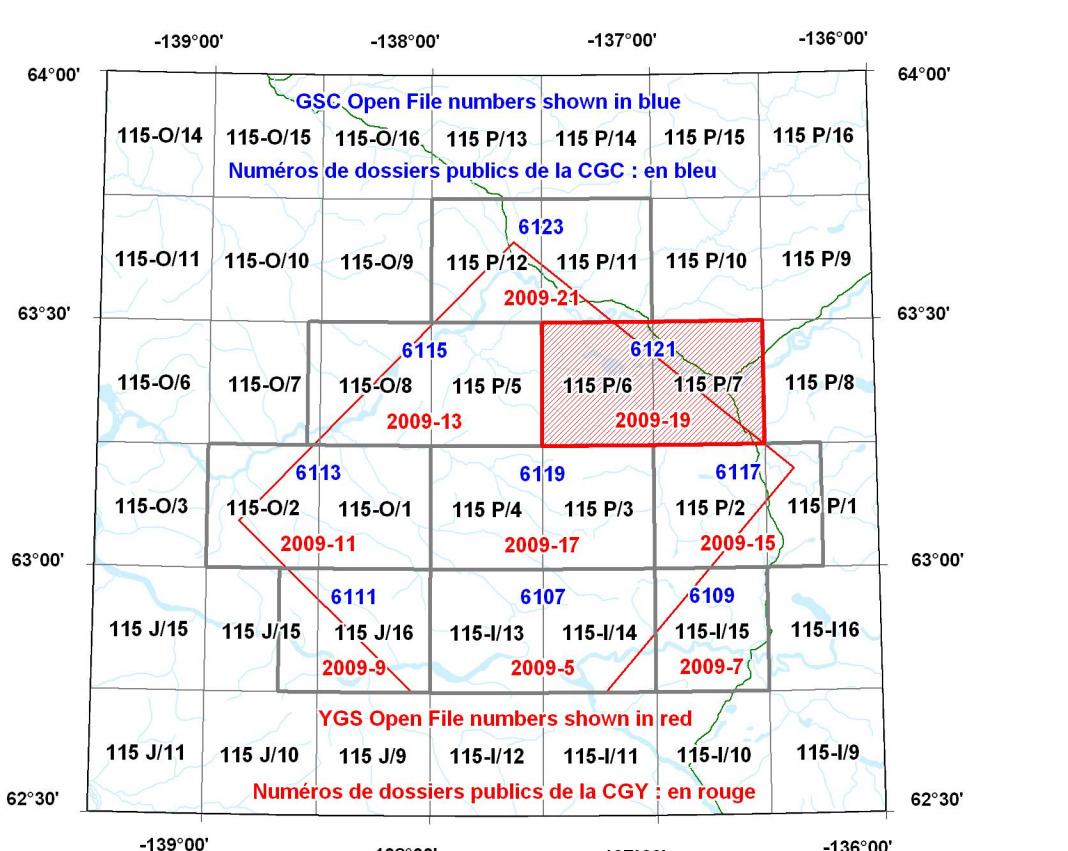 -139°00' -138°00' -137°00' -136°00'
64°00' 64°00'
GSC Open File numbers shown in blue
115-O/14 115-O/15 115-O/16 115 P/13 115 P/14 115 P/15 115 P/16
Numéros de dossiers publics de la CGC : en bleu
6123
115-O/11 115-O/10 115-O/9 115 P/12 115 P/11 115 P/10 115 P/9
2009-21
63°30' 63°30'
6115 6121
115-O/6 115-O/7 115-O/8 115 P/5 115 P/6 115 P/7 115 P/8
2009-13 2009-19
6113 6119 6117
115-O/3 115-O/2 115-O/1 115 P/4 115 P/3 115 P/2 115 P/1
2009-11 2009-17 2009-15
63°00' 63°00'
6111 6107 6109
115 J/15 115 J/15 115 J/16 115-I/13 115-I/14 115-I/15 115-I16
2009-9 2009-5 2009-7
YGS Open File numbers shown in red
115 J/11 115 J/10 115 J/9 115-I/12 115-I/11 115-I/10 115-I/9
Numéros de dossiers publics de la CGY : en rouge
62°30' 62°30'
-139°00' -136°00'